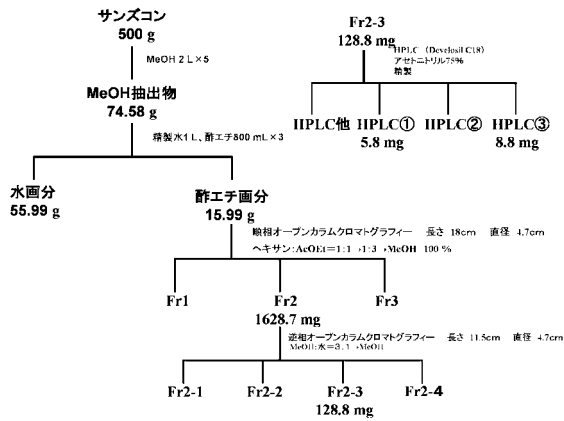 サンズコン
500 g
MeOH 2 L×5
MeOH抽出物
74.58 g
精製水1 L、酢エチ800 mL×3
水画分
55.99 g
酢エチ画分
15.99 g
順相オープンカラムクロマトグラフィー　長さ 18cm　直径 4.7cm
ヘキサン:AcOEt=1:1→1:3→MeOH 100 %
Fr1
Fr2
1628.7 mg
Fr3
逆相オープンカラムクロマトグラフィー　長さ 11.5cm　直径 4.7cm
MeOH:水=3.1→MeOH
Fr2-1
Fr2-2
Fr2-3
128.8 mg
Fr2-4
Fr2-3
128.8 mg
HPLC (Develosil C18)
アセトニトリル75%
精製
HPLC他
HPLC①
5.8 mg
HPLC②
HPLC③
8.8 mg